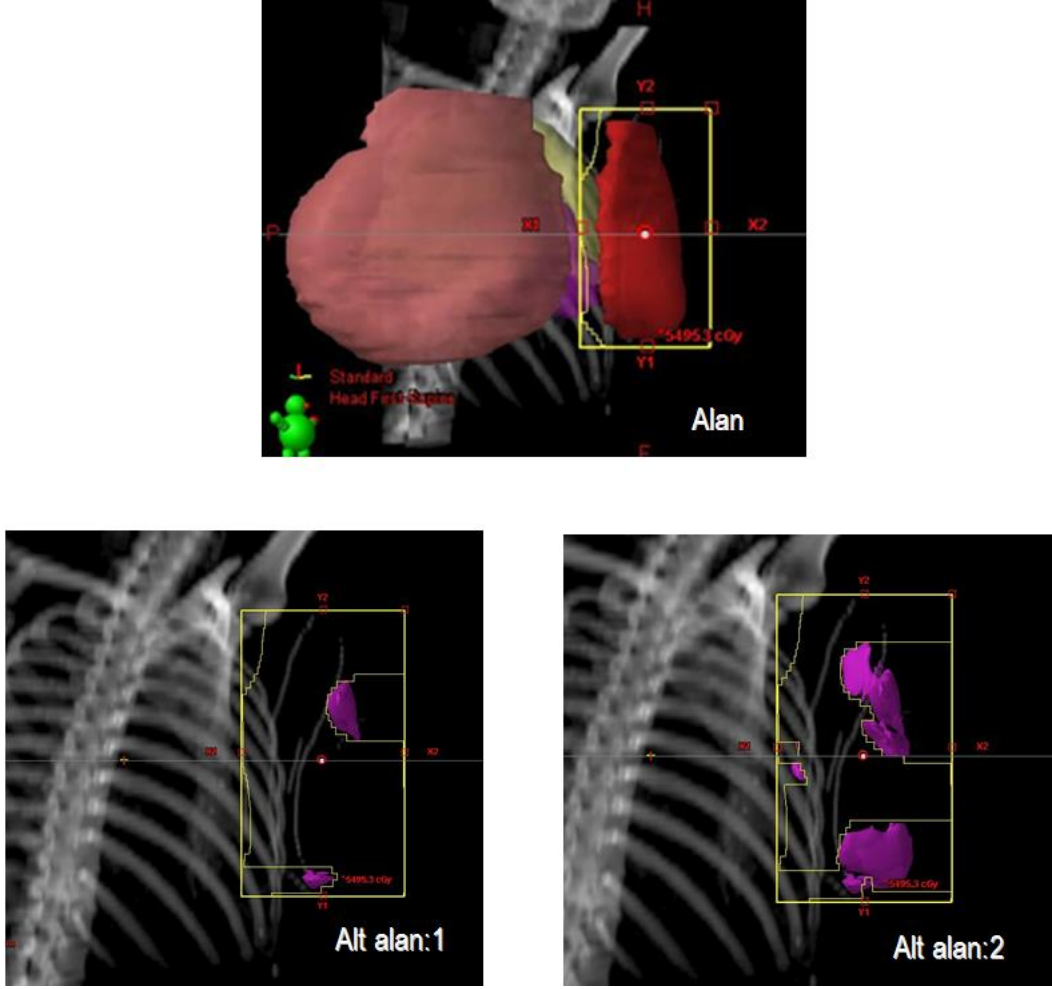 H
Y2
P
X1
X2
°5495.3 cGy
Y1
Standard
Head First-Supine
F
Alan
Y2
X1
X2
°5495.3 cGy
Y1
Alt alan:1
Y2
X1
X2
°5495.3 cGy
Y1
Alt alan:2